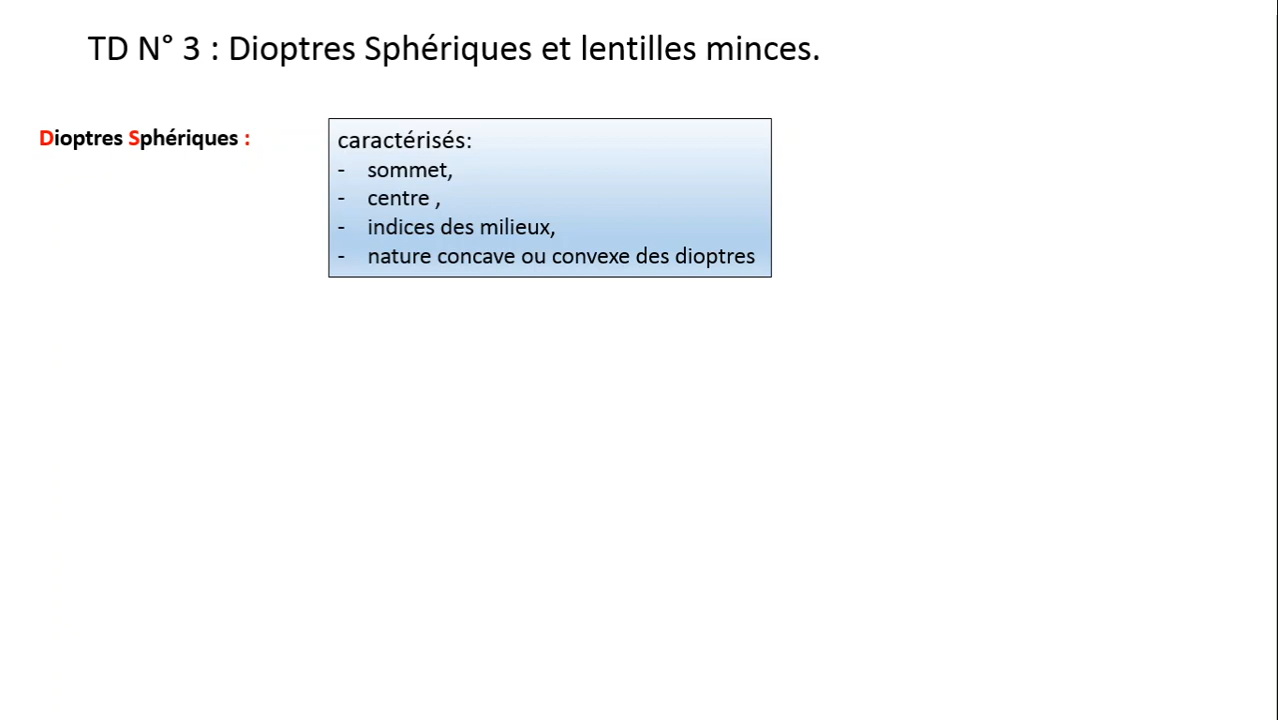 TD N° 3 : Dioptres Sphériques et lentilles minces.
Dioptres Sphériques :
caractérisés:
- sommet,
- centre ,
- indices des milieux,
- nature concave ou convexe des dioptres